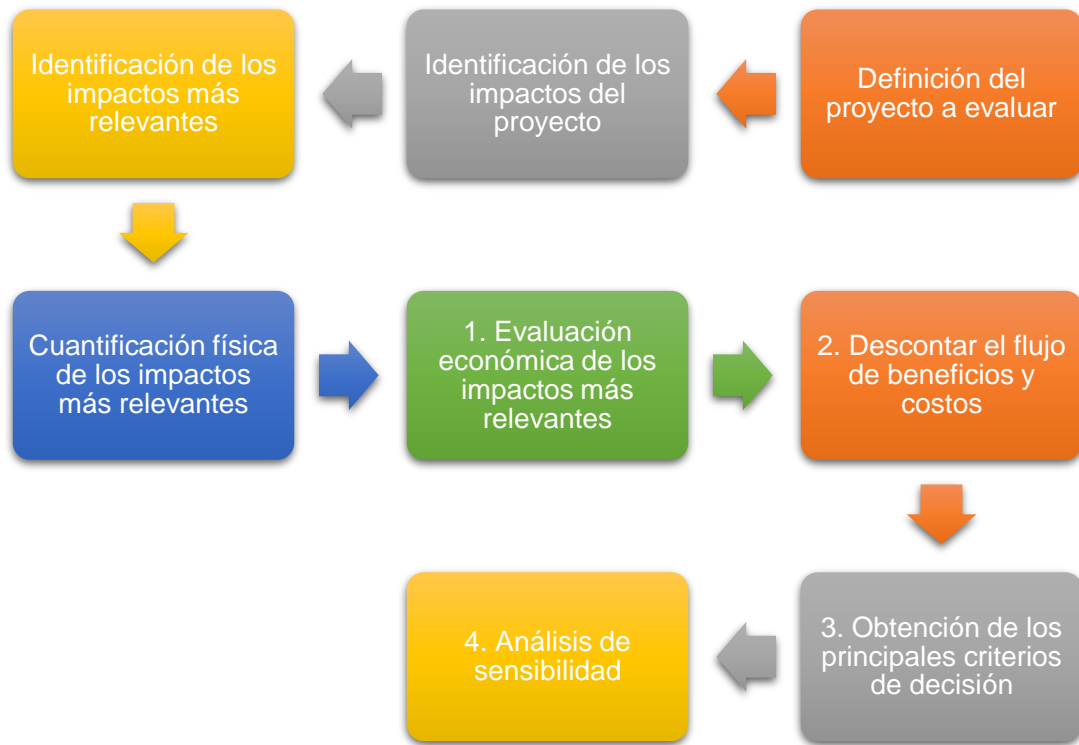 Definición del
proyecto a evaluar
Identificación de los
impactos del
proyecto
Identificación de los
impactos más
relevantes
Cuantificación física
de los impactos
más relevantes
1. Evaluación
económica de los
impactos más
relevantes
2. Descontar el flujo
de beneficios y
costos
3. Obtención de los
principales criterios
de decisión
4. Análisis de
sensibilidad